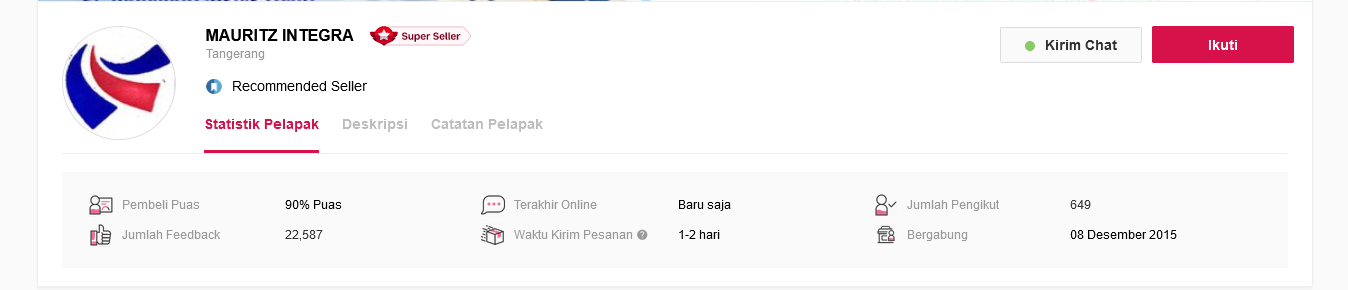 MAURITZ INTEGRA Super Seller
Tangerang
Kirim Chat Ikuti
Recommended Seller
Statistik Pelapak Deskripsi Catatan Pelapak
Pembeli Puas 90% Puas Terakhir Online Baru saja Jumlah Pengikut 649
Jumlah Feedback 22,587 Waktu Kirim Pesanan ? 1-2 hari Bergabung 08 Desember 2015